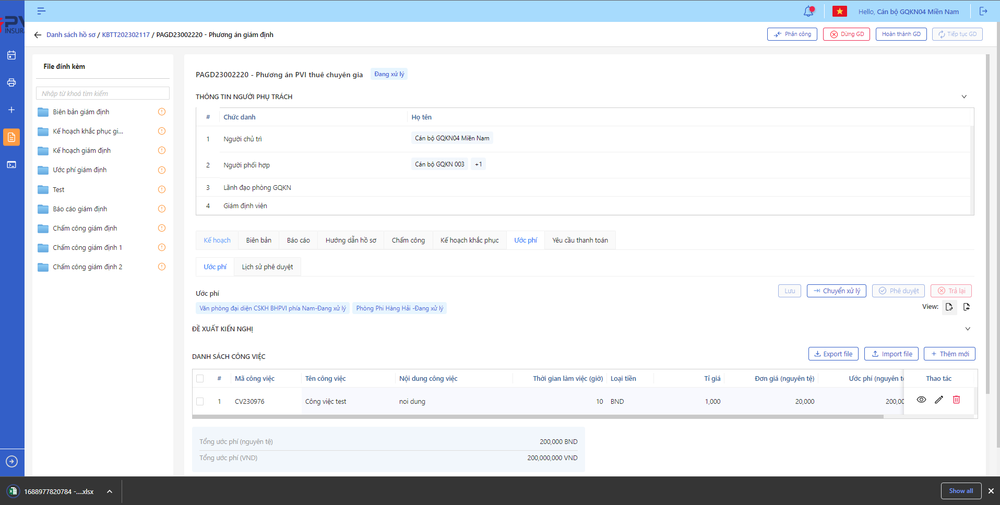 Hello, Cán bộ GQKN04 Miền Nam
INSUR
Danh sách hồ sơ / KBTT202302117 / PAGD23002220 - Phương án giám định
Phân công
Dừng GD
Hoàn thành GD
Tiếp tục GD
File đính kèm
Nhập từ khoá tìm kiếm
Biên bản giám định
Kế hoạch khắc phục gi...
Kế hoạch giám định
Ước phí giám định
Test
Báo cáo giám định
Chấm công giám định
Chấm công giám định 1
Chấm công giám định 2
PAGD23002220 - Phương án PVI thuê chuyên gia
Đang xử lý
THÔNG TIN NGƯỜI PHỤ TRÁCH
# Chức danh Họ tên
1 Người chủ trì Cán bộ GQKN04 Miền Nam
2 Người phối hợp Cán bộ GQKN 003 +1
3 Lãnh đạo phòng GQKN
4 Giám định viên
Kế hoạch Biên bản Báo cáo Hướng dẫn hồ sơ Chấm công Kế hoạch khắc phục Ước phí Yêu cầu thanh toán
Ước phí Lịch sử phê duyệt
Ước phí
Lưu Chuyển xử lý Phê duyệt Trả lại
Văn phòng đại diện CSKH BHPVI phía Nam-Đang xử lý Phòng Phi Hàng Hải -Đang xử lý
View:
ĐỀ XUẤT KIẾN NGHỊ
DANH SÁCH CÔNG VIỆC
Export file Import file + Thêm mới
# Mã công việc Tên công việc Nội dung công việc Thời gian làm việc (giờ) Loại tiền Tỉ giá Đơn giá (nguyên tệ) Ước phí (nguyên tệ Thao tác
1 CV230976 Công việc test noi dung 10 BND 1,000 20,000 200,00
Tổng ước phí (nguyên tệ) 200,000 BND
Tổng ước phí (VND) 200,000,000 VND
1688977820784 -....xlsx
Show all